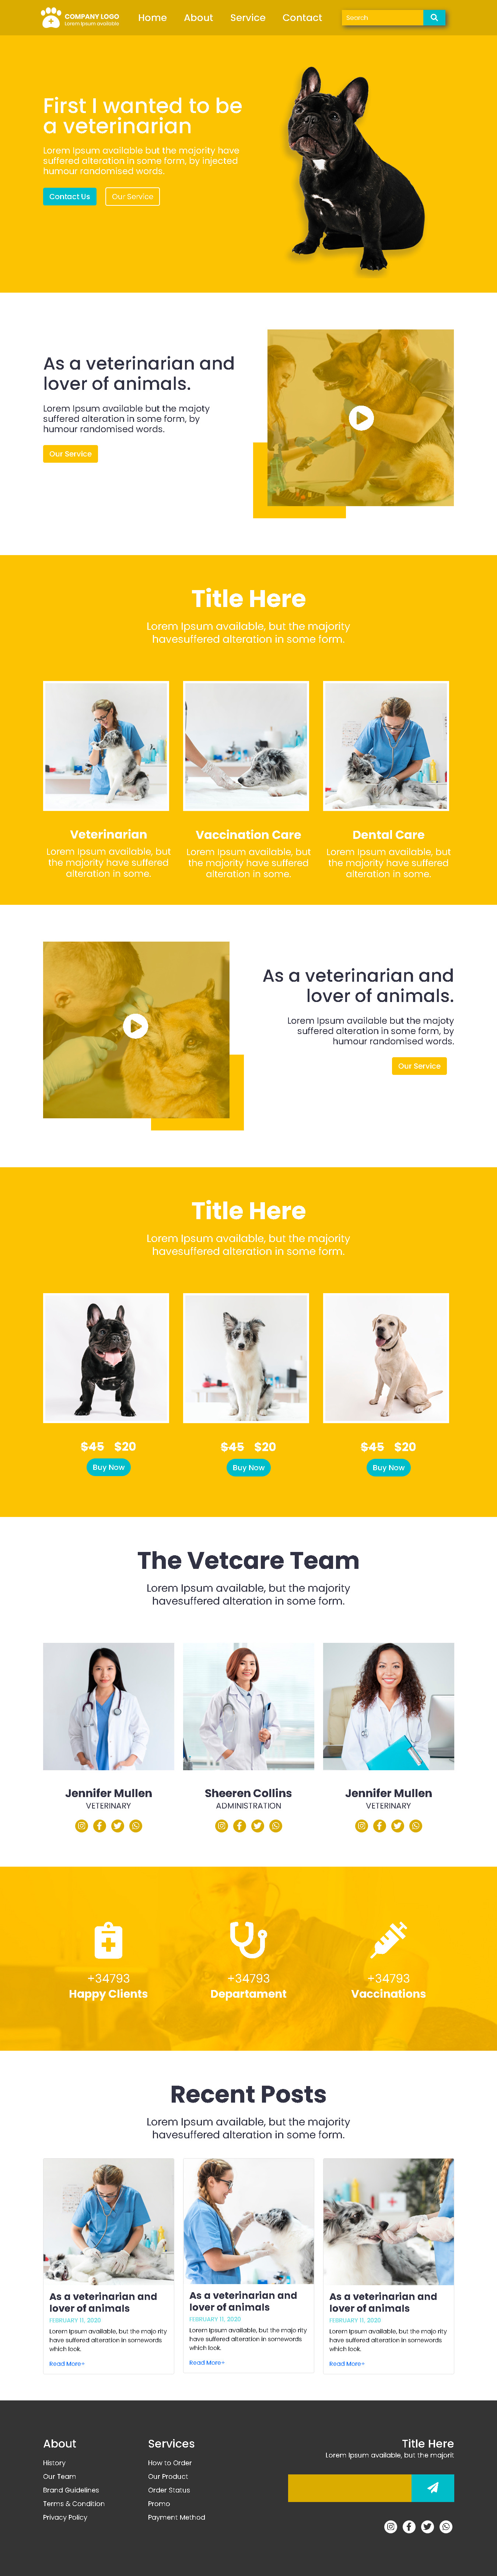 COMPANY LOGO
Lorem Ipsum available
Home
About
Service
Contact
Search
First I wanted to be
a veterinarian
Lorem Ipsum available but the majority have
suffered alteration in some form, by injected
humour randomised words.
Contact Us
Our Service
As a veterinarian and
lover of animals.
Lorem Ipsum available but the majoty
suffered alteration in some form, by
humour randomised words.
Our Service
Title Here
Lorem Ipsum available, but the majority
havesuffered alteration in some form.
Veterinarian
Lorem Ipsum available, but
the majority have suffered
alteration in some.
Vaccination Care
Lorem Ipsum available, but
the majority have suffered
alteration in some.
Dental Care
Lorem Ipsum available, but
the majority have suffered
alteration in some.
As a veterinarian and
lover of animals.
Lorem Ipsum available but the majoty
suffered alteration in some form, by
humour randomised words.
Our Service
Title Here
Lorem Ipsum available, but the majority
havesuffered alteration in some form.
$45 $20
Buy Now
$45 $20
Buy Now
$45 $20
Buy Now
The Vetcare Team
Lorem Ipsum available, but the majority
havesuffered alteration in some form.
Jennifer Mullen
VETERINARY
Sheeren Collins
ADMINISTRATION
Jennifer Mullen
VETERINARY
+34793
Happy Clients
+34793
Departament
+34793
Vaccinations
Recent Posts
Lorem Ipsum available, but the majority
havesuffered alteration in some form.
As a veterinarian and
lover of animals
FEBRUARY 11, 2020
Lorem Ipsum available, but the majo rity
have suffered alteration in somewords
which look.
Read More+
As a veterinarian and
lover of animals
FEBRUARY 11, 2020
Lorem Ipsum available, but the majo rity
have suffered alteration in somewords
which look.
Read More+
As a veterinarian and
lover of animals
FEBRUARY 11, 2020
Lorem Ipsum available, but the majo rity
have suffered alteration in somewords
which look.
Read More+
About
History
Our Team
Brand Guidelines
Terms & Condition
Privacy Policy
Services
How to Order
Our Product
Order Status
Promo
Payment Method
Title Here
Lorem Ipsum available, but the majorit